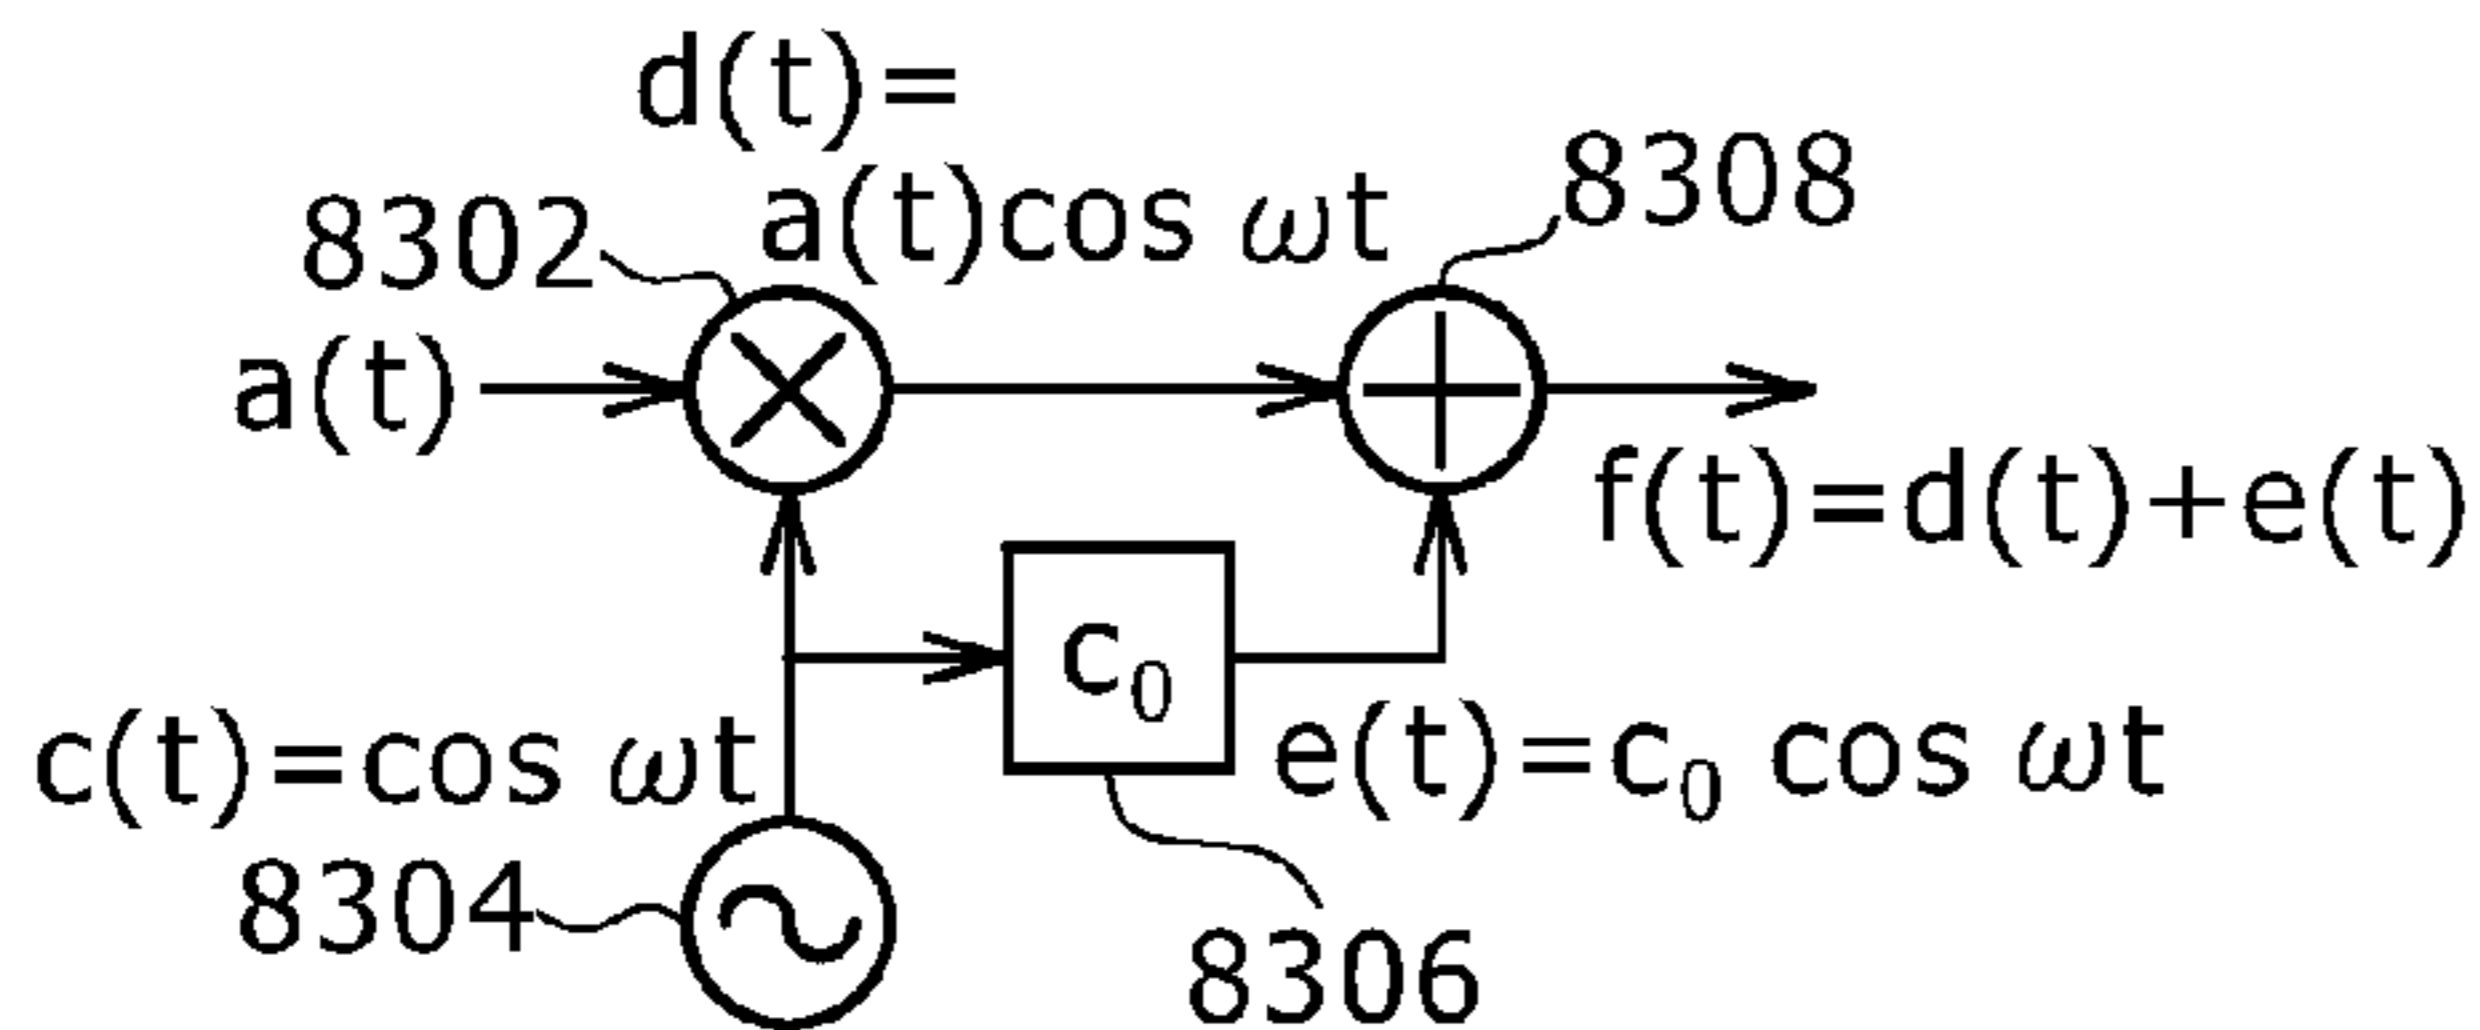 d(t)=
a(t)cos ωt
8302
8308
a(t)
f(t)=d(t)+e(t)
c₀
c(t)=cos ωt
e(t)=c₀ cos ωt
8304
8306